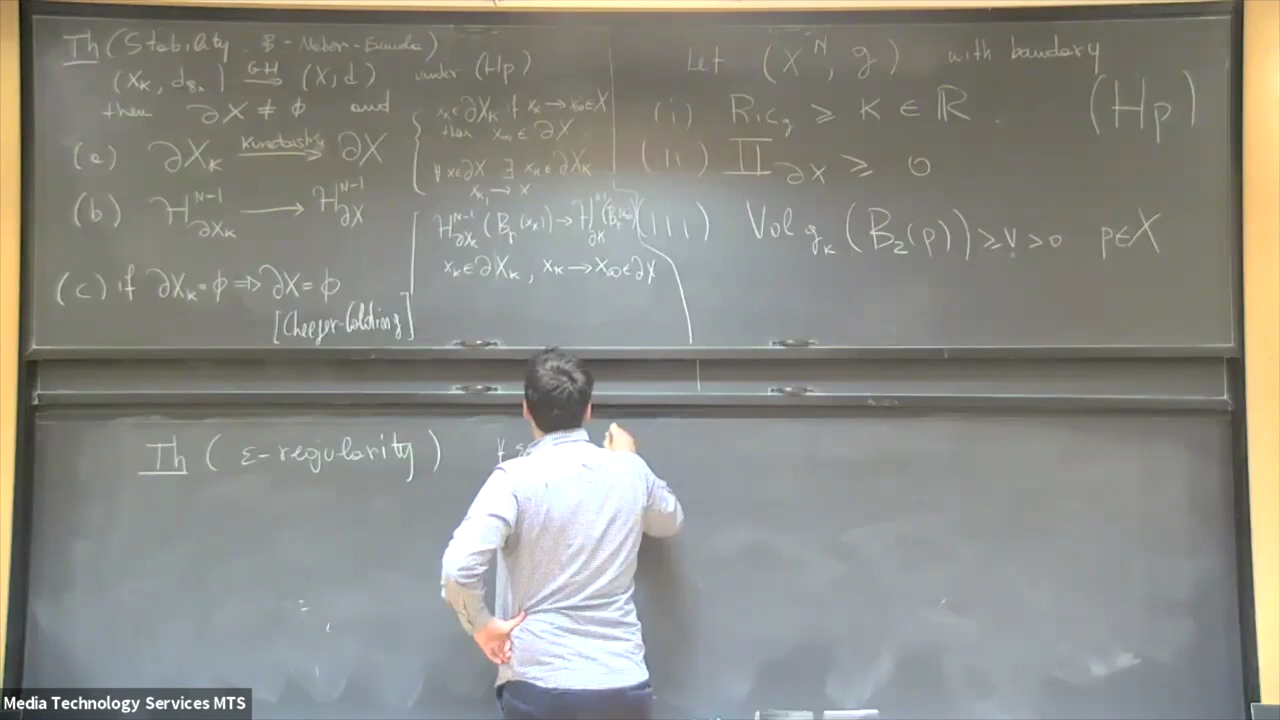 Th (Stability B-Naber-Semola)
(X_k, d_{g_k}) \xrightarrow{GH} (X, d) under (Hp)
then ∂X ≠ ∅ and
(a) ∂X_k \xrightarrow{Kuratowski} ∂X
x_k ∈ ∂X_k if x_k → x_∞ ∈ X
then x_∞ ∈ ∂X
∀ x ∈ ∂X ∃ x_k ∈ ∂X_k
x_k → x
(b) H^{N-1}_{∂X_k} → H^{N-1}_{∂X}
H^{N-1}_{∂X_k}(B_r(x_k)) → H^{N-1}_{∂X}(B_r(x_∞))
x_k ∈ ∂X_k, x_k → x_∞ ∈ ∂X
(c) if ∂X_k = ∅ ⇒ ∂X = ∅
[Cheeger-Colding]
Let (X^N, g) with boundary
(i) Ric_g ≥ K ∈ ℝ. (Hp)
(ii) II_{∂X} ≥ 0
(iii) Vol_{g_k}(B_2(p)) ≥ v > 0 p ∈ X
Th (ε-regularity) ∀ ε
Media Technology Services MTS